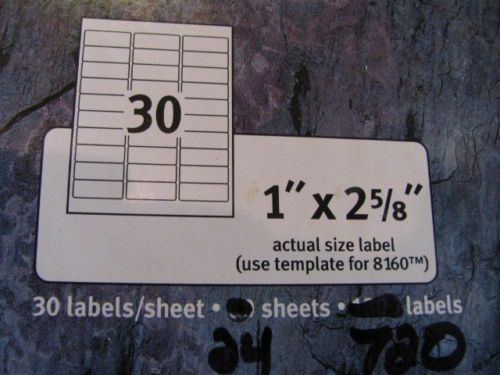 30
1" x 2 5/8"
actual size label
(use template for 8160™)
30 labels/sheet • sheets • labels
24 720